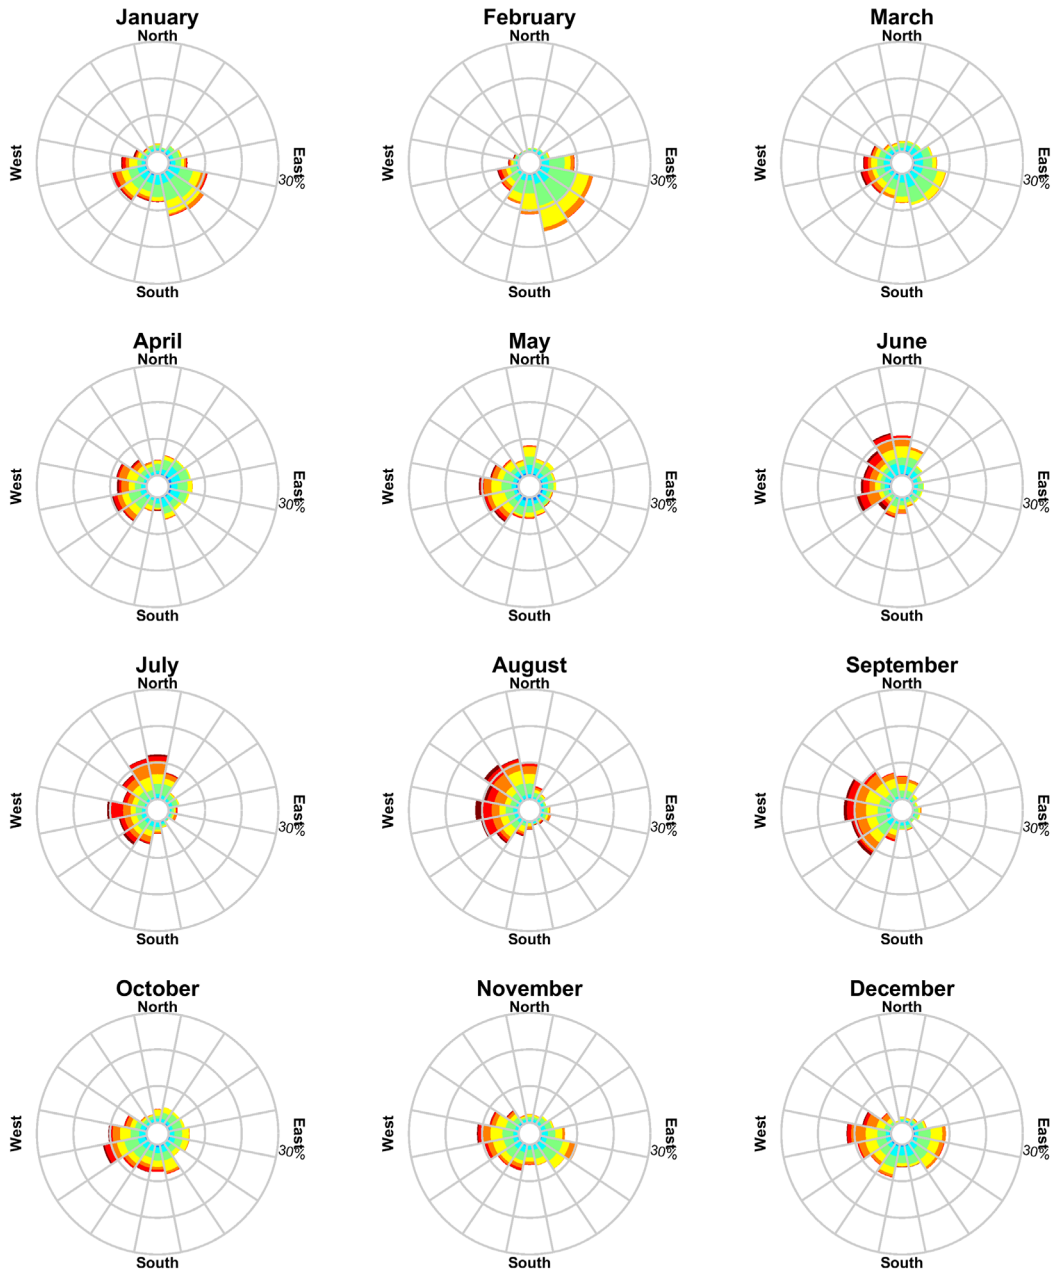 January
North
West
East
30%
South
February
North
West
East
30%
South
March
North
West
East
30%
South
April
North
West
East
30%
South
May
North
West
East
30%
South
June
North
West
East
30%
South
July
North
West
East
30%
South
August
North
West
East
30%
South
September
North
West
East
30%
South
October
North
West
East
30%
South
November
North
West
East
30%
South
December
North
West
East
30%
South